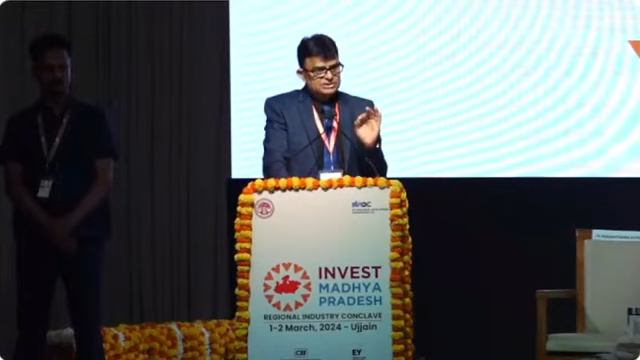 INVEST
MADHYA
PRADESH
REGIONAL INDUSTRY CONCLAVE
1-2 March, 2024 - Ujjain
CII
EY